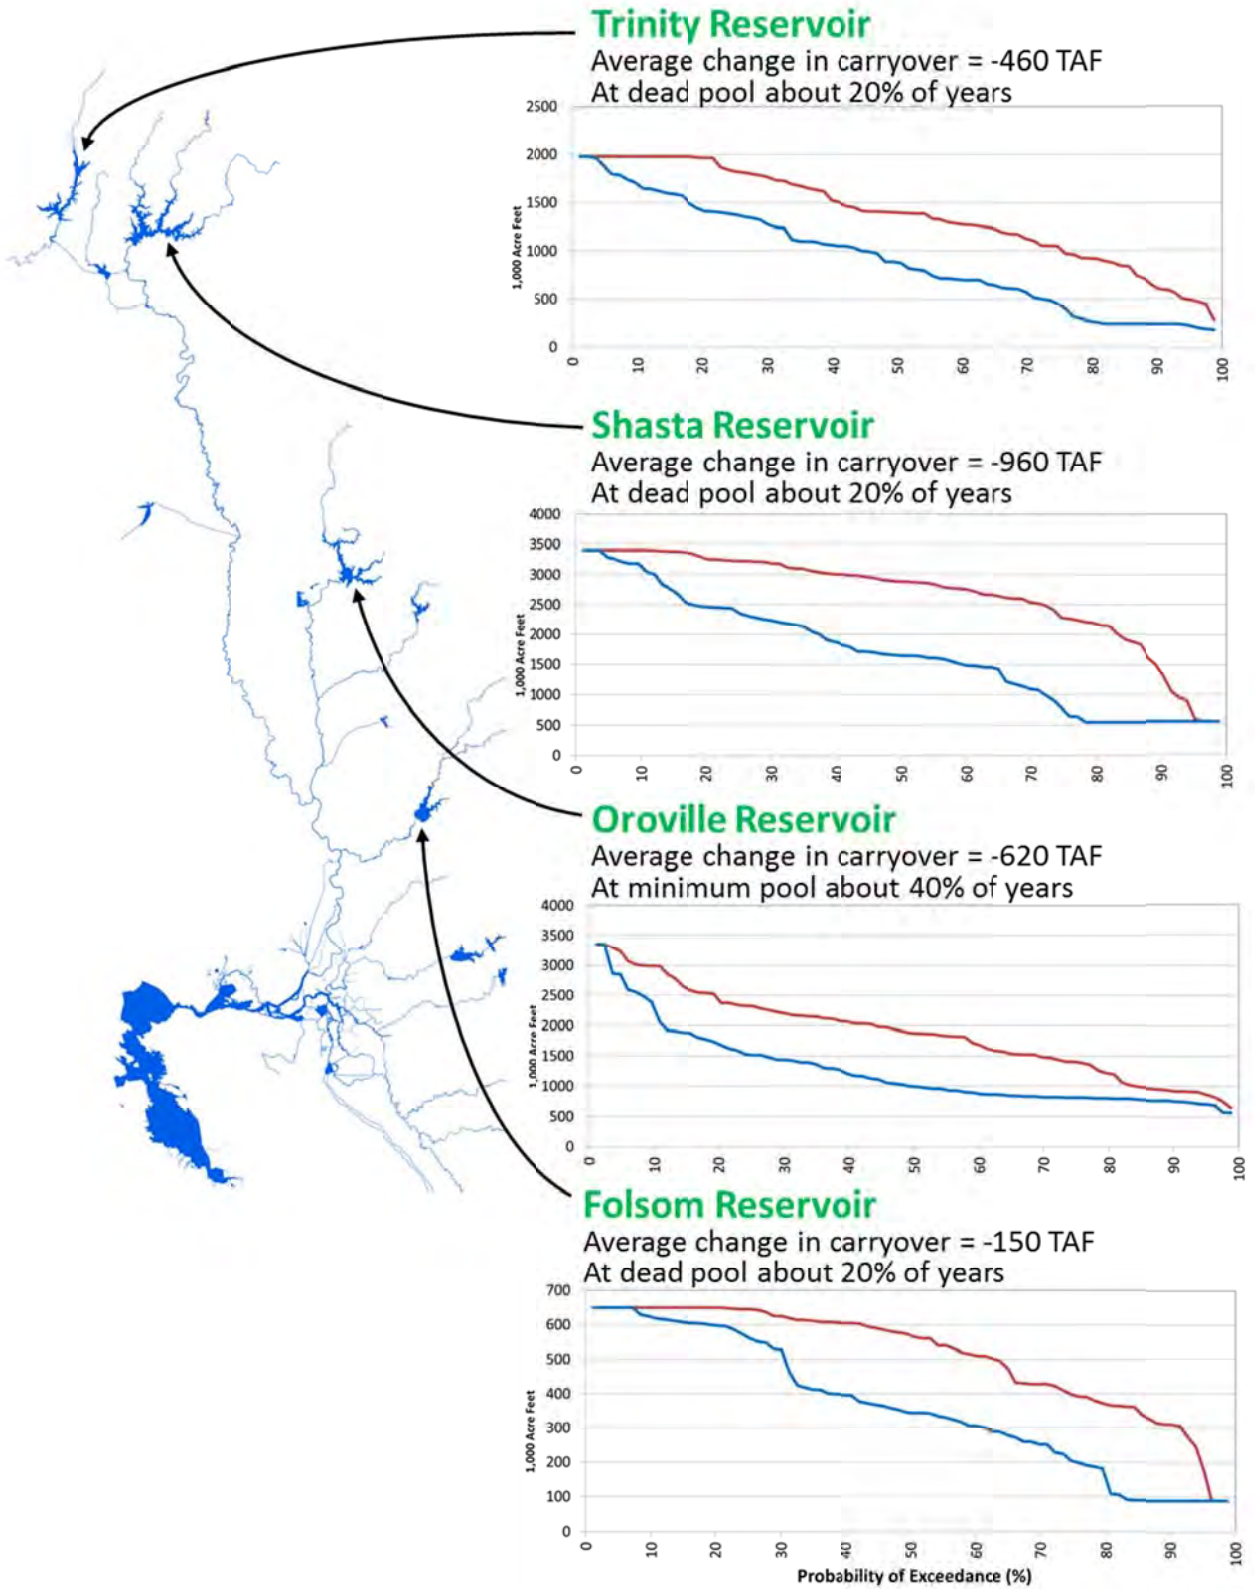 Trinity Reservoir
Average change in carryover = -460 TAF
At dead pool about 20% of years
2500
2000
1500
1000
500
0
1,000 Acre Feet
0 10 20 30 40 50 60 70 80 90 100
Shasta Reservoir
Average change in carryover = -960 TAF
At dead pool about 20% of years
4000
3500
3000
2500
2000
1500
1000
500
0
1,000 Acre Feet
0 10 20 30 40 50 60 70 80 90 100
Oroville Reservoir
Average change in carryover = -620 TAF
At minimum pool about 40% of years
4000
3500
3000
2500
2000
1500
1000
500
0
1,000 Acre Feet
0 10 20 30 40 50 60 70 80 90 100
Folsom Reservoir
Average change in carryover = -150 TAF
At dead pool about 20% of years
700
600
500
400
300
200
100
0
1,000 Acre Feet
0 10 20 30 40 50 60 70 80 90 100
Probability of Exceedance (%)